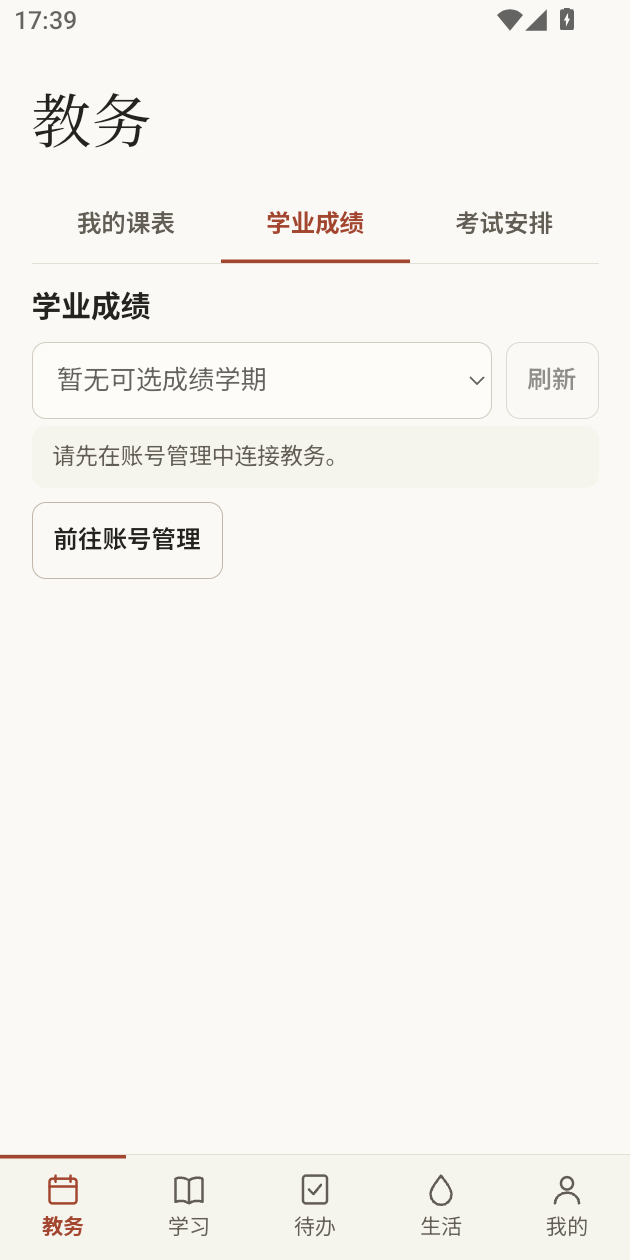 17:39
教务
我的课表 学业成绩 考试安排
学业成绩
暂无可选成绩学期 刷新
请先在账号管理中连接教务。
前往账号管理
教务 学习 待办 生活 我的